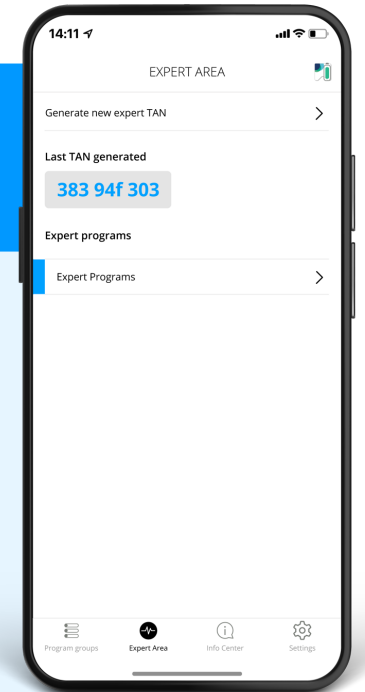 14:11
EXPERT AREA
Generate new expert TAN
Last TAN generated
383 94f 303
Expert programs
Expert Programs
Program groups
Expert Area
Info Center
Settings